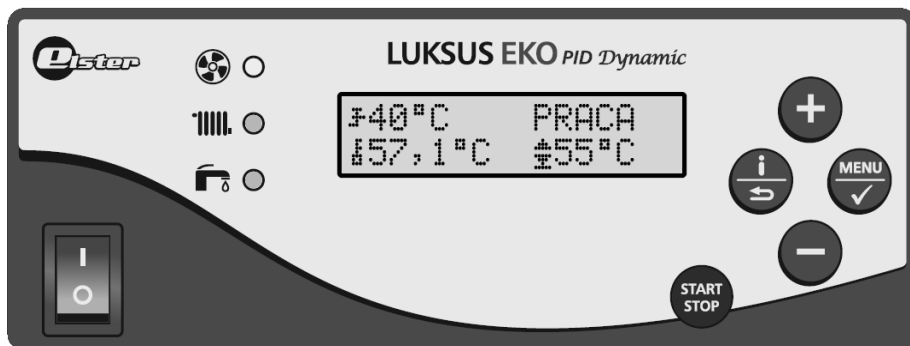 elster
LUKSUS EKO PID Dynamic
40°C PRACA
57,1°C 55°C
+
i
MENU
✓
−
START
STOP
I
O